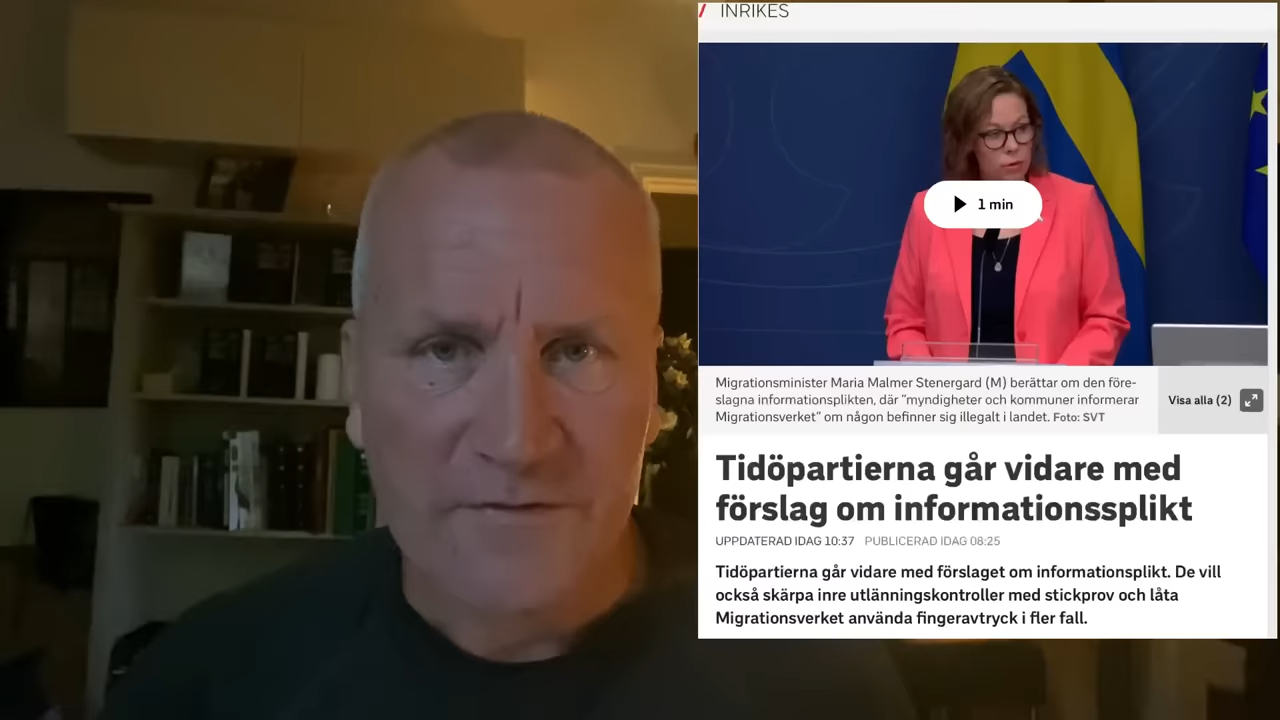 / INRIKES
1 min
Migrationsminister Maria Malmer Stenergard (M) berättar om den före-
slagna informationsplikten, där "myndigheter och kommuner informerar
Migrationsverket" om någon befinner sig illegalt i landet. Foto: SVT
Visa alla (2)
Tidöpartierna går vidare med
förslag om informationssplikt
UPPDATERAD IDAG 10:37 PUBLICERAD IDAG 08:25
Tidöpartierna går vidare med förslaget om informationsplikt. De vill
också skärpa inre utlänningskontroller med stickprov och låta
Migrationsverket använda fingeravtryck i fler fall.